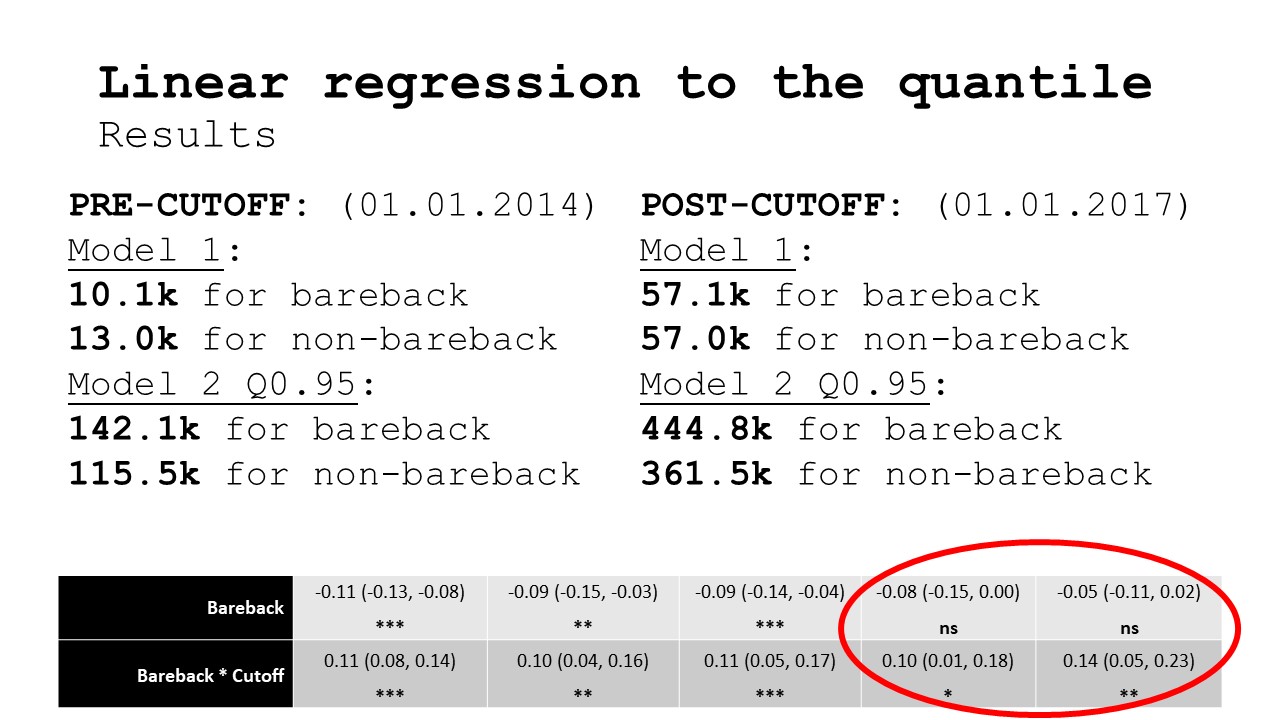 Linear regression to the quantile
Results
PRE-CUTOFF: (01.01.2014)
Model 1:
10.1k for bareback
13.0k for non-bareback
Model 2 Q0.95:
142.1k for bareback
115.5k for non-bareback
POST-CUTOFF: (01.01.2017)
Model 1:
57.1k for bareback
57.0k for non-bareback
Model 2 Q0.95:
444.8k for bareback
361.5k for non-bareback
Bareback -0.11 (-0.13, -0.08) -0.09 (-0.15, -0.03) -0.09 (-0.14, -0.04) -0.08 (-0.15, 0.00) -0.05 (-0.11, 0.02)
*** ** *** ns ns
Bareback * Cutoff 0.11 (0.08, 0.14) 0.10 (0.04, 0.16) 0.11 (0.05, 0.17) 0.10 (0.01, 0.18) 0.14 (0.05, 0.23)
*** ** *** * **